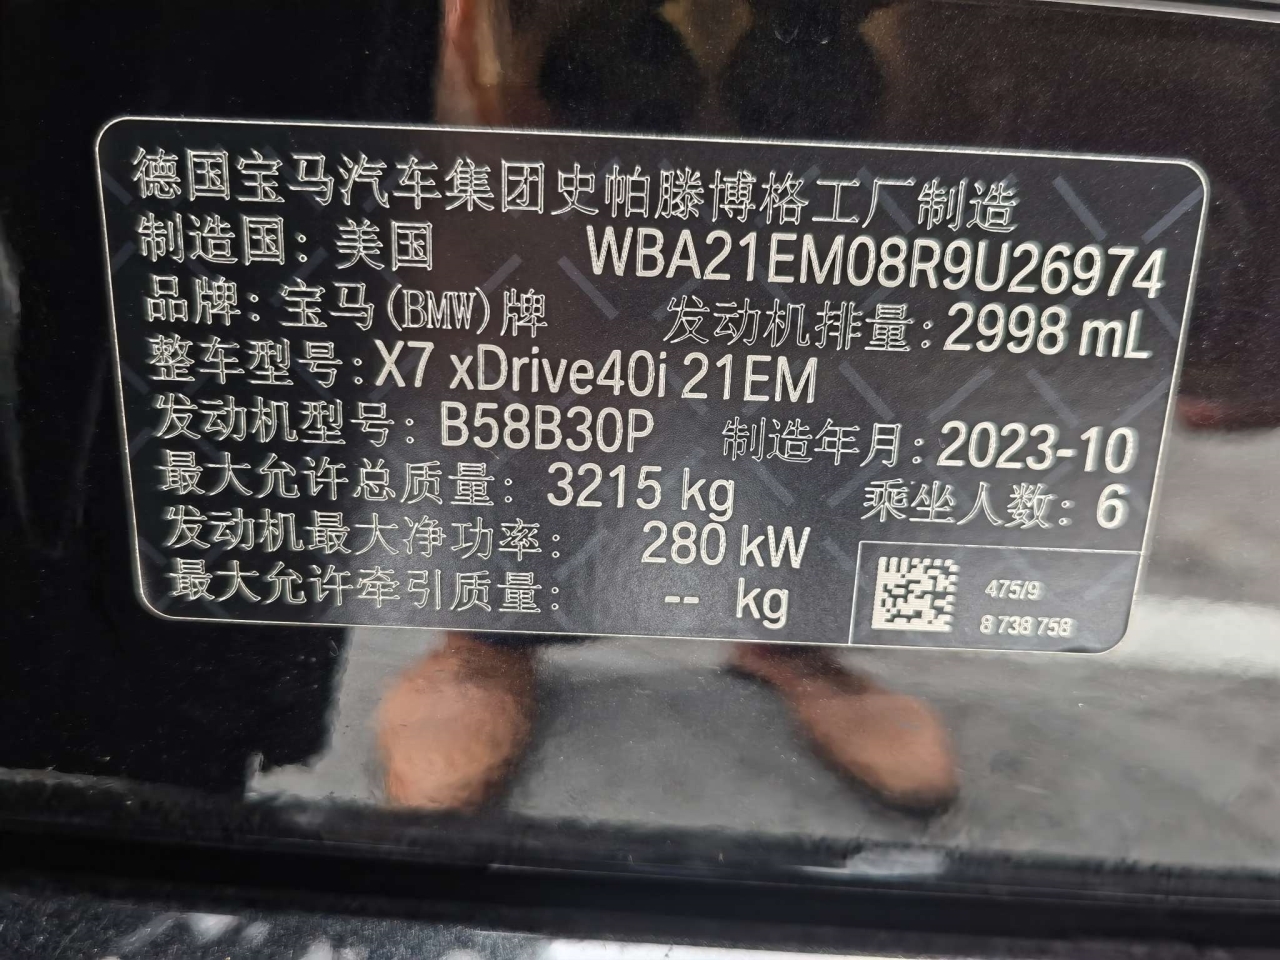 德国宝马汽车集团史帕滕博格工厂制造
制造国：美国 WBA21EM08R9U26974
品牌：宝马(BMW)牌 发动机排量：2998 mL
整车型号：X7 xDrive40i 21EM
发动机型号：B58B30P 制造年月：2023-10
最大允许总质量：3215 kg 乘坐人数：6
发动机最大净功率：280 kW
最大允许牵引质量：-- kg
475/9
8 738 758